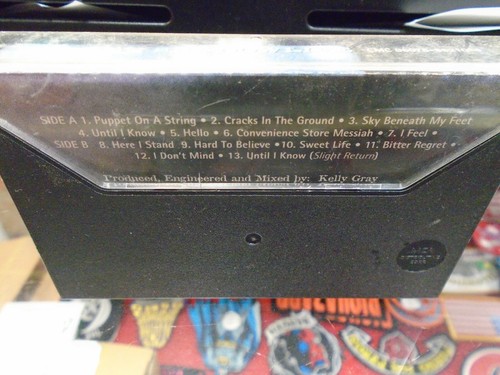 SIDE A 1. Puppet On A String • 2. Cracks In The Ground • 3. Sky Beneath My Feet
4. Until I Know • 5. Hello • 6. Convenience Store Messiah • 7. I Feel •
SIDE B 8. Here I Stand • 9. Hard To Believe •10. Sweet Life • 11. Bitter Regret •
12. I Don't Mind • 13. Until I Know (Slight Return)
Produced, Engineered and Mixed by: Kelly Gray